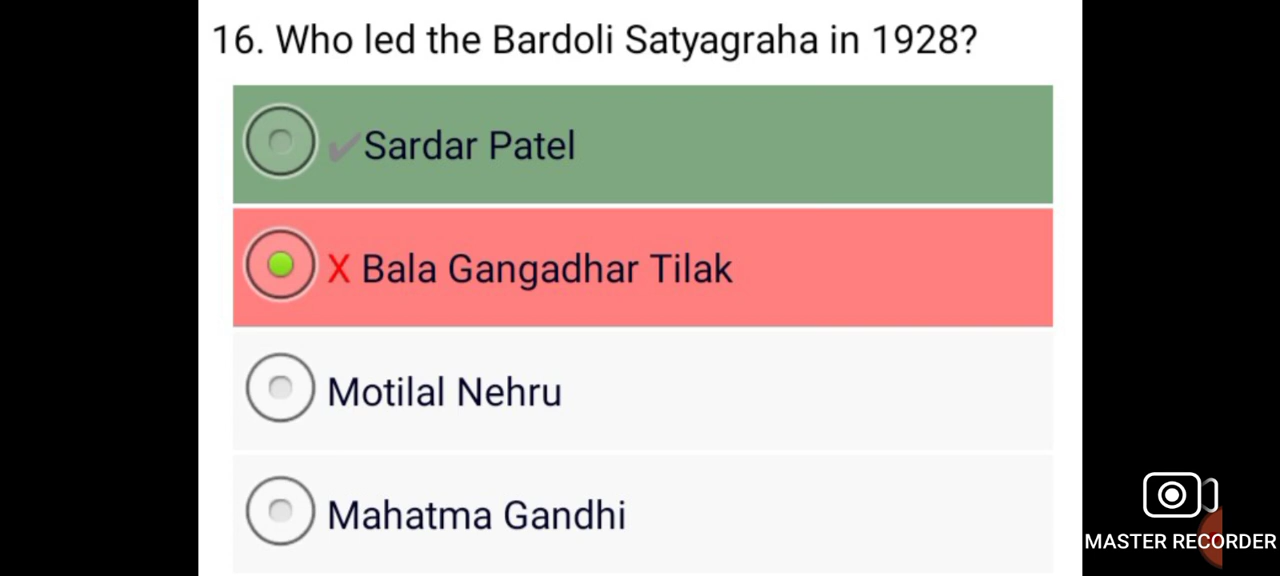 16. Who led the Bardoli Satyagraha in 1928?
✔Sardar Patel
X Bala Gangadhar Tilak
Motilal Nehru
Mahatma Gandhi
MASTER RECORDER